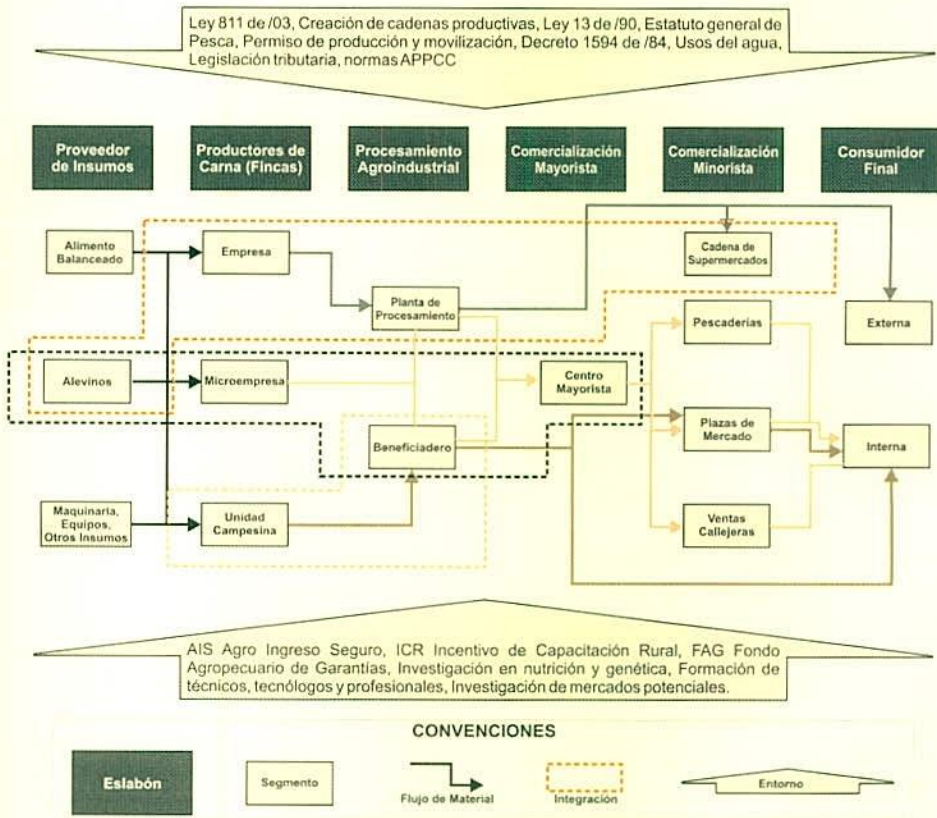 Ley 811 de /03, Creación de cadenas productivas, Ley 13 de /90, Estatuto general de
Pesca, Permiso de producción y movilización, Decreto 1594 de /84, Usos del agua,
Legislación tributaria, normas APPCC
Proveedor
de Insumos
Productores de
Carna (Fincas)
Procesamiento
Agroindustrial
Comercialización
Mayorista
Comercialización
Minorista
Consumidor
Final
Alimento
Balanceado
Empresa
Planta de
Procesamiento
Cadena de
Supermercados
Pescaderías
Externa
Alevinos
Microempresa
Centro
Mayorista
Beneficiadero
Plazas de
Mercado
Interna
Maquinaria,
Equipos,
Otros Insumos
Unidad
Campesina
Ventas
Callejeras
AIS Agro Ingreso Seguro, ICR Incentivo de Capacitación Rural, FAG Fondo
Agropecuario de Garantías, Investigación en nutrición y genética, Formación de
técnicos, tecnólogos y profesionales, Investigación de mercados potenciales.
CONVENCIONES
Eslabón
Segmento
Flujo de Material
Integración
Entorno